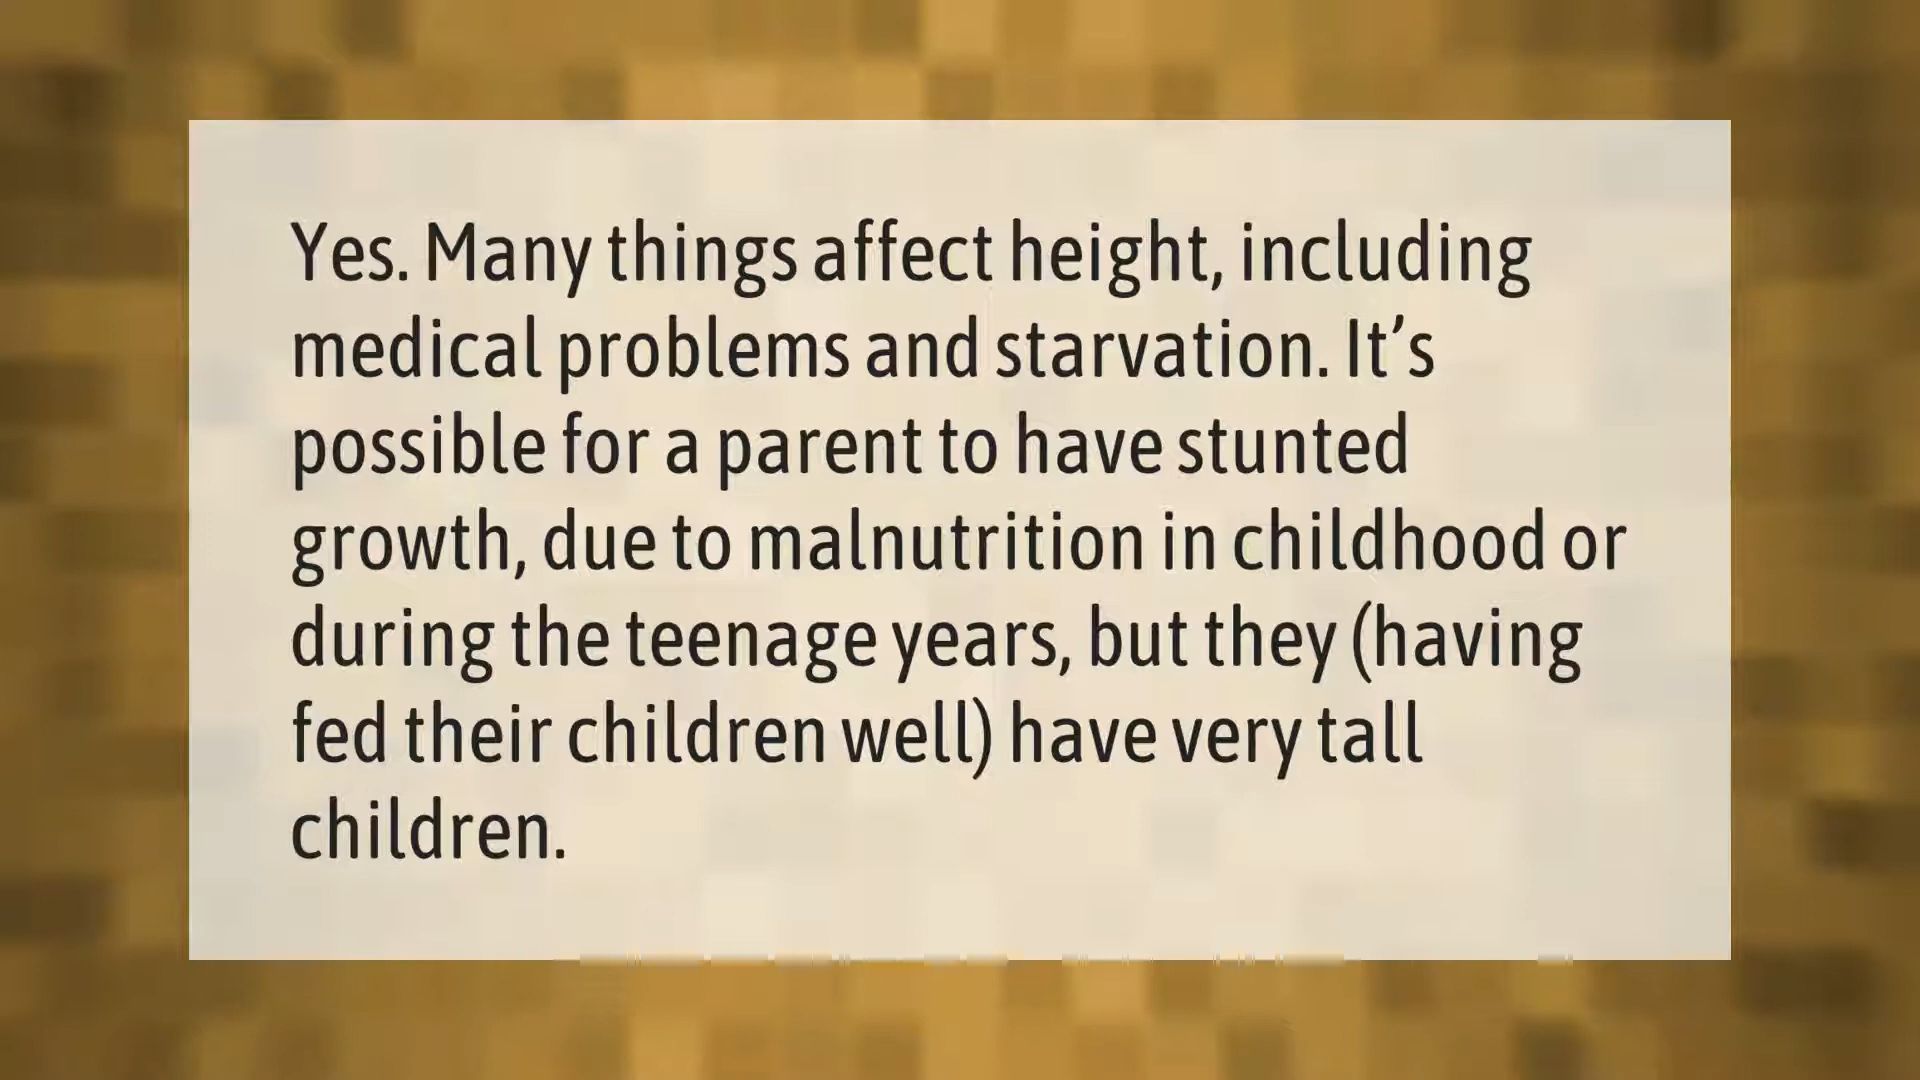 Yes. Many things affect height, including
medical problems and starvation. It’s
possible for a parent to have stunted
growth, due to malnutrition in childhood or
during the teenage years, but they (having
fed their children well) have very tall
children.